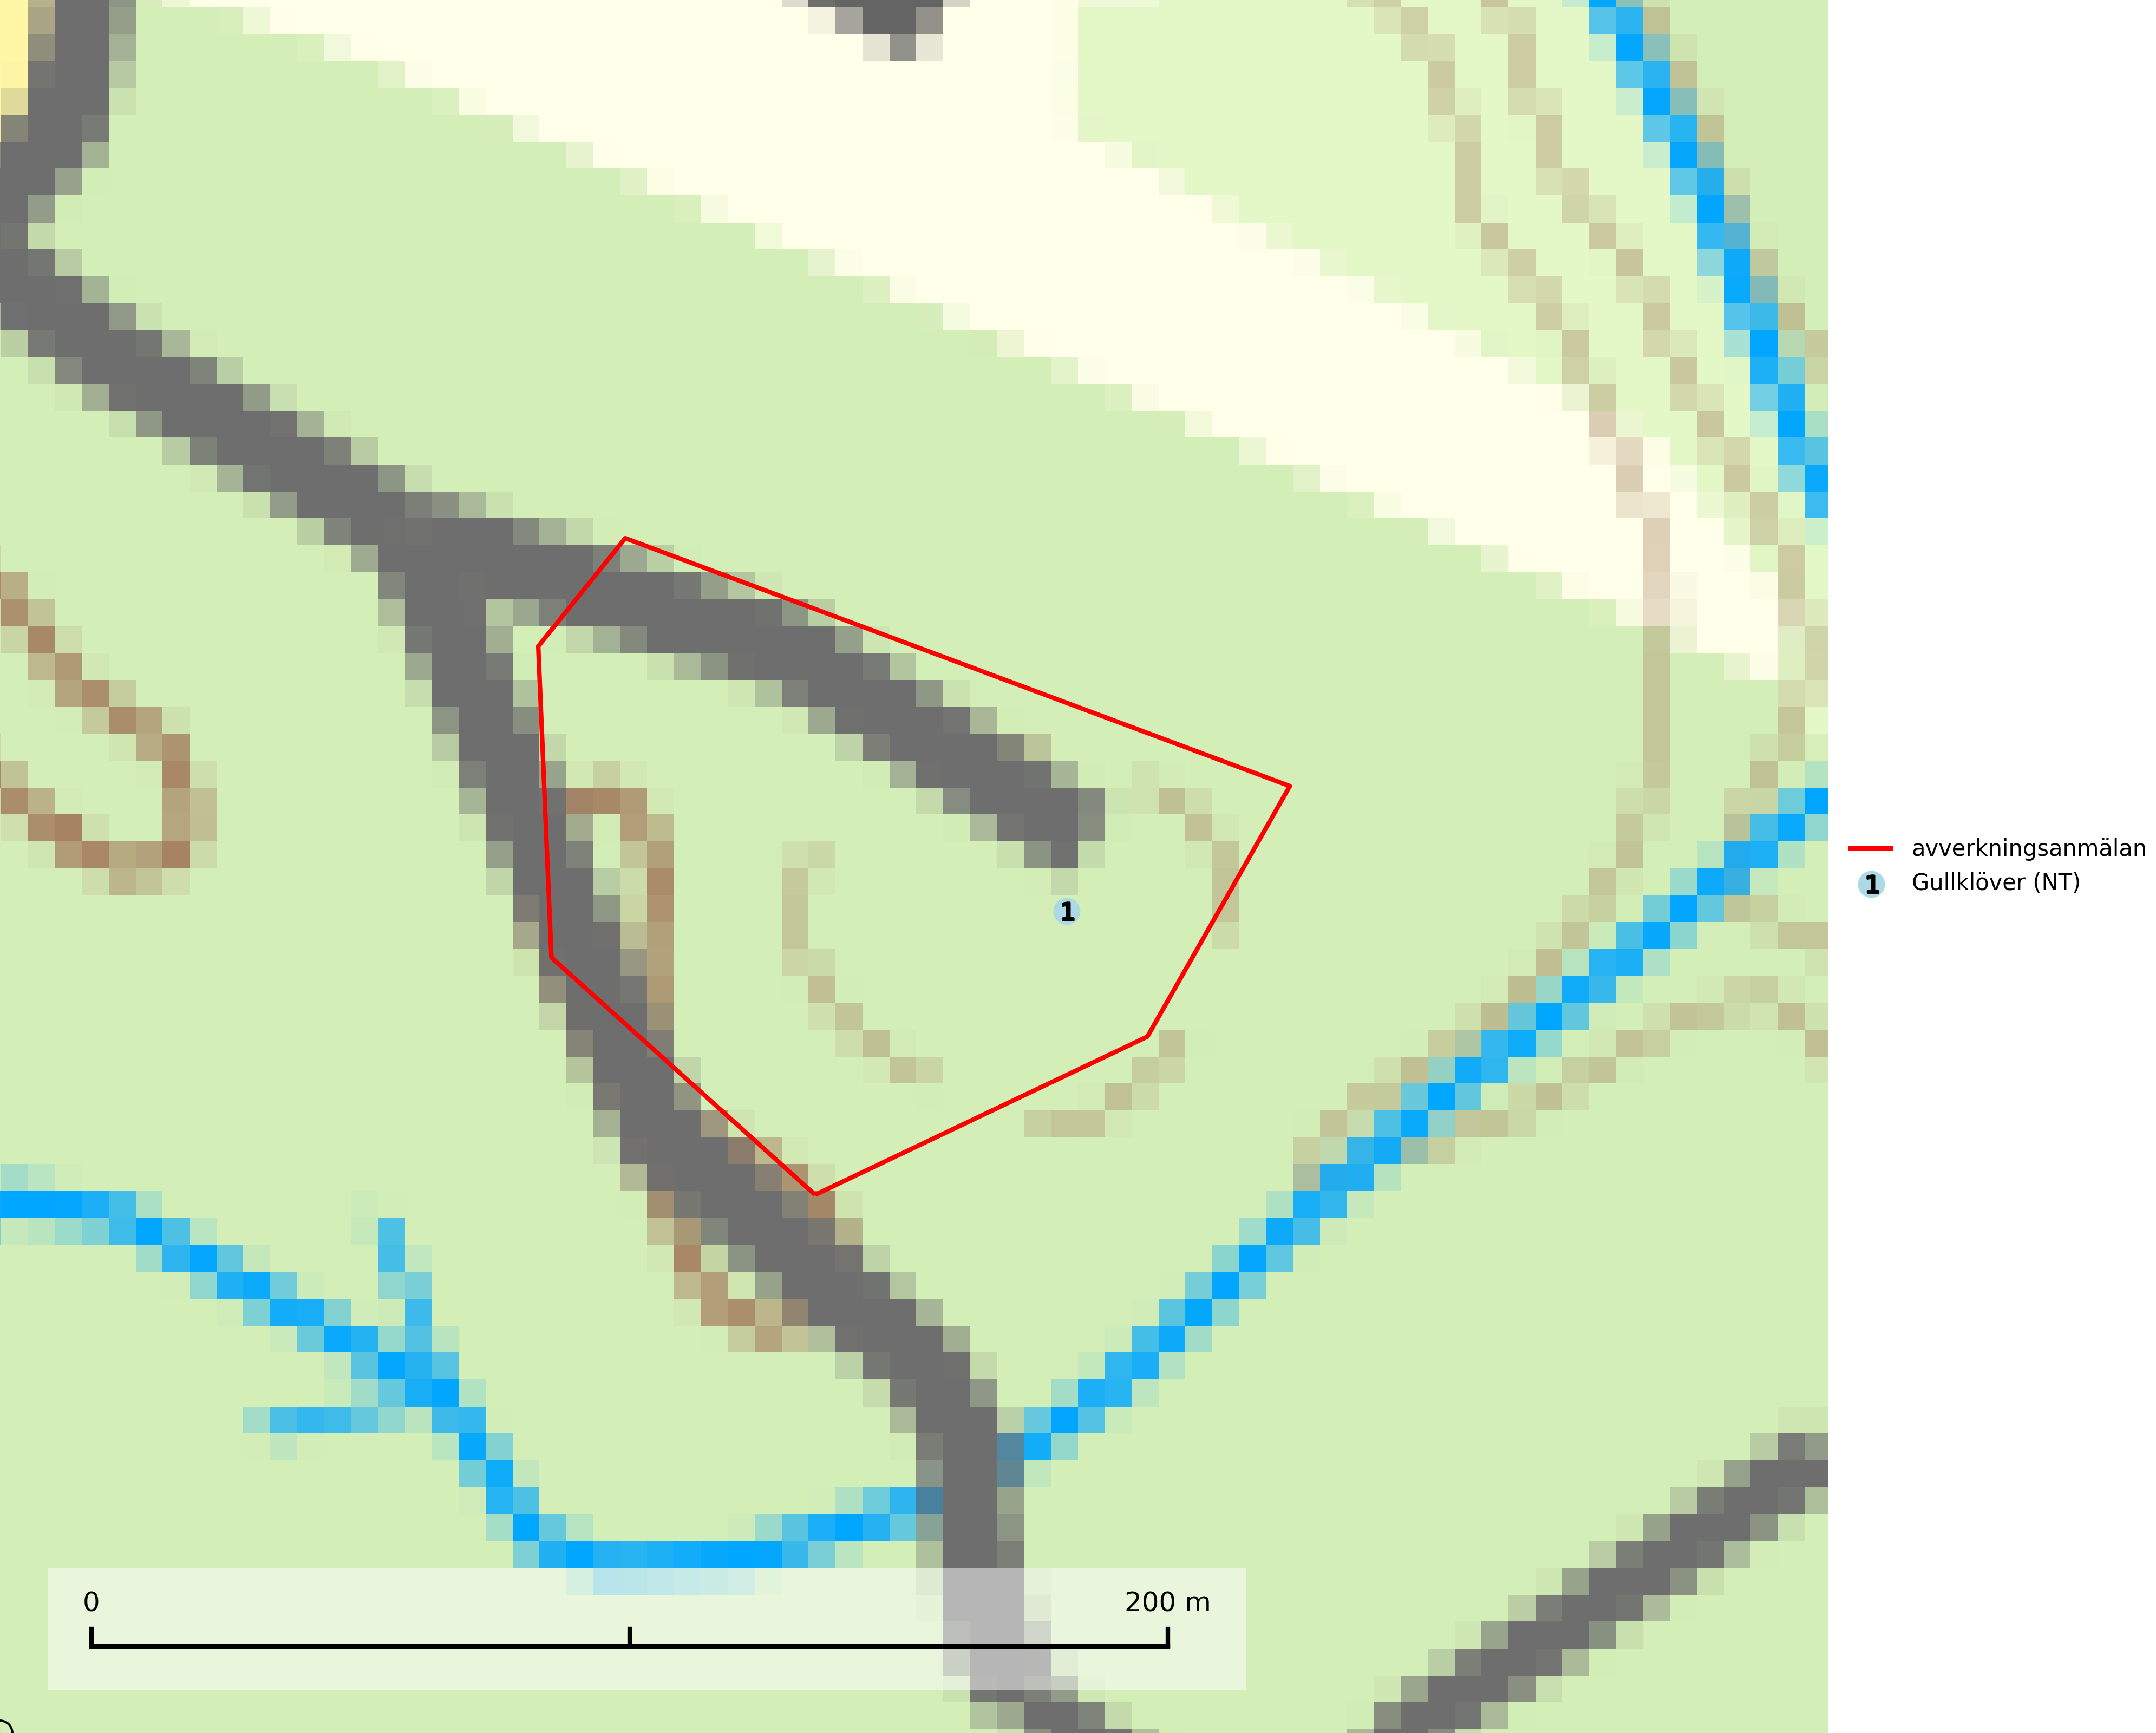 1
avverkningsanmälan
1 Gullklöver (NT)
0 200 m